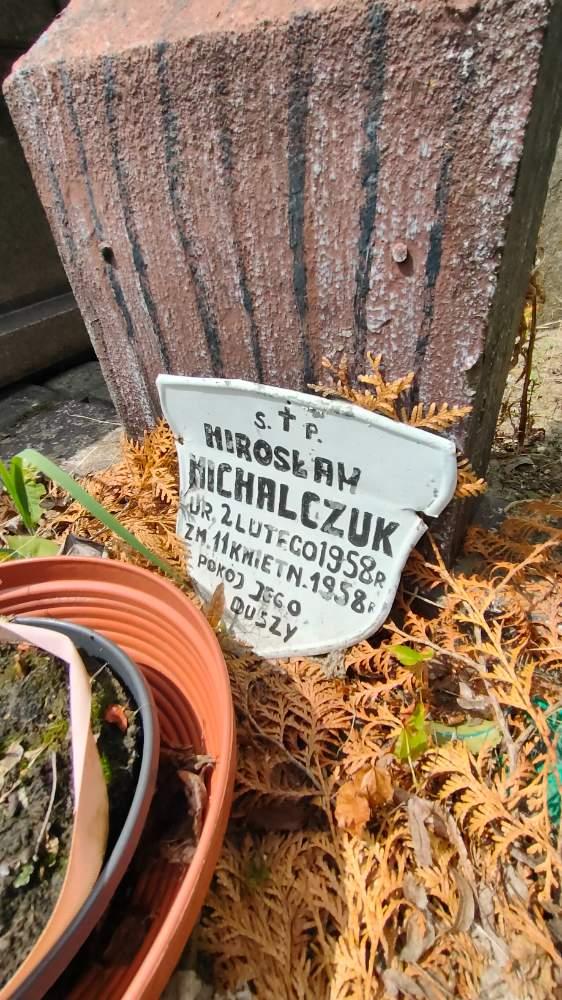 S. † P.
MIROSŁAW
MICHALCZUK
UR. 2 LUTEGO 1958 R.
ZM. 11 KWIETN. 1958 R
POKÓJ JEGO
DUSZY